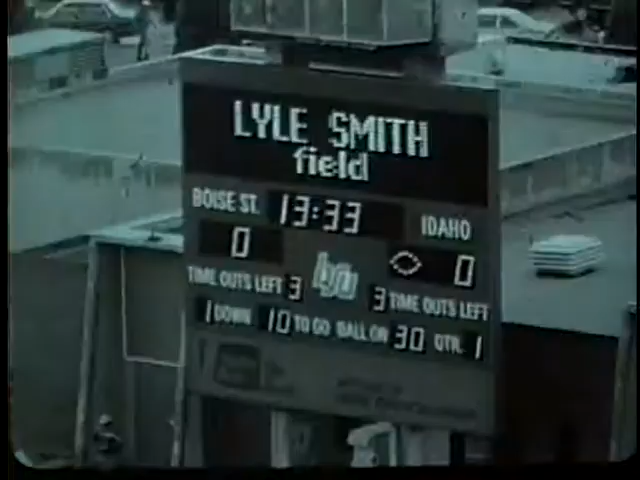 LYLE SMITH
field
BOISE ST. 13:33 IDAHO
0 0
TIME OUTS LEFT 3 3 TIME OUTS LEFT
1 DOWN 10 TO GO BALL ON 30 QTR. 1